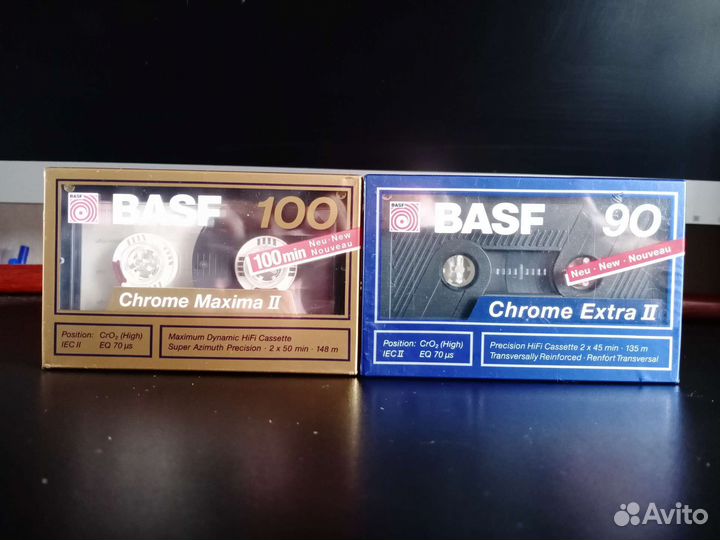 BASF
BASF 100
100 min Neu·New
Nouveau
Chrome Maxima II
Position: CrO₂ (High)
IEC II EQ 70 µs
Maximum Dynamic HiFi Cassette
Super Azimuth Precision · 2 x 50 min · 148 m
BASF
BASF 90
Neu · New · Nouveau
Chrome Extra II
Position: CrO₂ (High)
IEC II EQ 70 µs
Precision HiFi Cassette 2 x 45 min · 135 m
Transversally Reinforced · Renfort Transversal
Avito